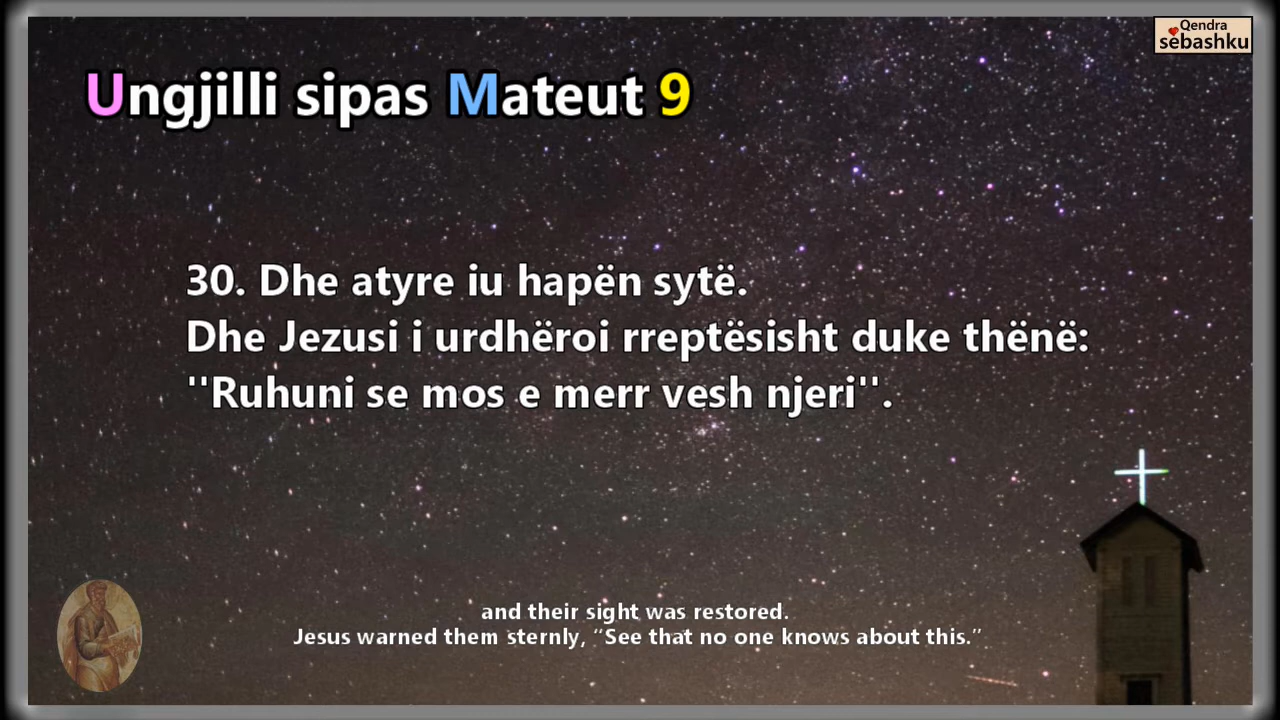 Qendra
sebashku
Ungjilli sipas Mateut 9
30. Dhe atyre iu hapën sytë.
Dhe Jezusi i urdhëroi rreptësisht duke thënë:
''Ruhuni se mos e merr vesh njeri''.
and their sight was restored.
Jesus warned them sternly, “See that no one knows about this.”